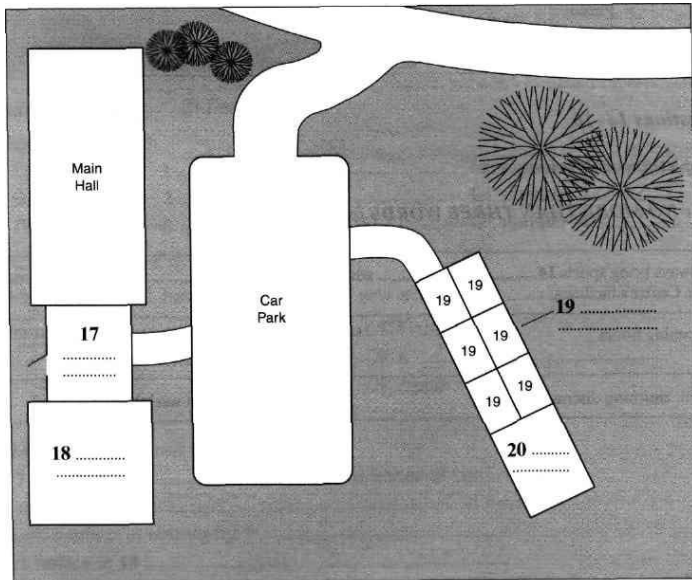 Main
Hall
Car
Park
17 ..........
..........
18 ..........
..........
19 19
19 19
19 19
19 ..........
..........
20 ..........
..........